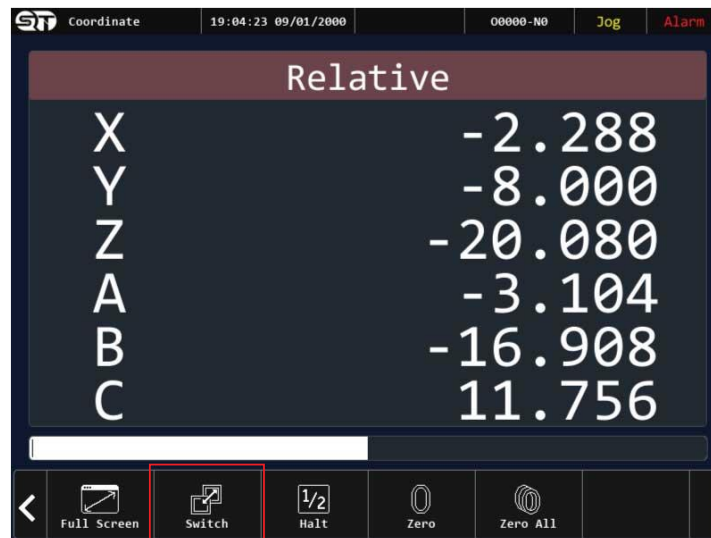 Coordinate 19:04:23 09/01/2000 O0000-N0 Jog Alarm
Relative
X -2.288
Y -8.000
Z -20.080
A -3.104
B -16.908
C 11.756
1/2
Full Screen Switch Halt Zero Zero All